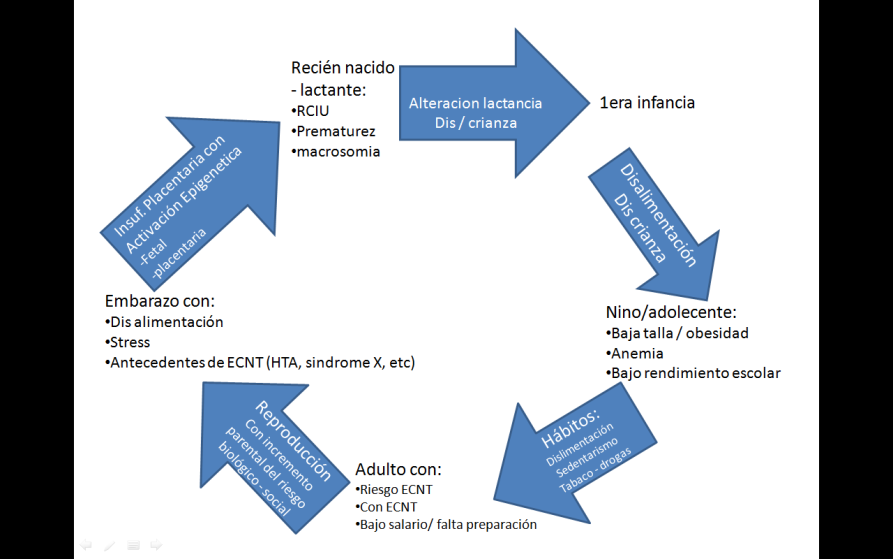 Recién nacido
- lactante:
•RCIU
•Prematurez
•macrosomia
Alteracion lactancia
Dis / crianza
1era infancia
Disalimentación
Dis crianza
Nino/adolecente:
•Baja talla / obesidad
•Anemia
•Bajo rendimiento escolar
Hábitos:
Dislimentación
Sedentarismo
Tabaco - drogas
Adulto con:
•Riesgo ECNT
•Con ECNT
•Bajo salario/ falta preparación
Reproducción
Con incremento
parental del riesgo
biológico - social
Embarazo con:
•Dis alimentación
•Stress
•Antecedentes de ECNT (HTA, sindrome X, etc)
Insuf. Placentaria con
Activación Epigenetica
-Fetal
-placentaria